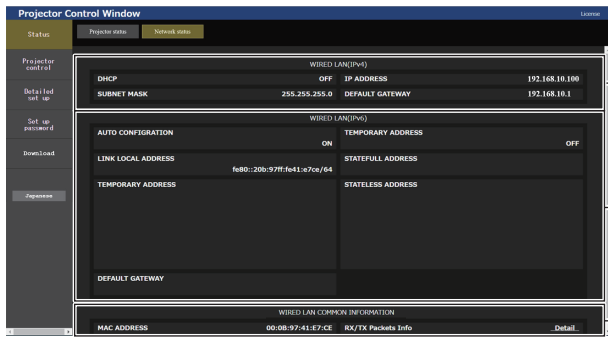 Projector Control Window
License
Status
Projector status
Network status
Projector
control
Detailed
set up
Set up
password
Download
Japanese
WIRED LAN(IPv4)
DHCP OFF IP ADDRESS 192.168.10.100
SUBNET MASK 255.255.255.0 DEFAULT GATEWAY 192.168.10.1
WIRED LAN(IPv6)
AUTO CONFIGRATION TEMPORARY ADDRESS
ON OFF
LINK LOCAL ADDRESS STATEFULL ADDRESS
fe80::20b:97ff:fe41:e7ce/64
TEMPORARY ADDRESS STATELESS ADDRESS
DEFAULT GATEWAY
WIRED LAN COMMON INFORMATION
MAC ADDRESS 00:0B:97:41:E7:CE RX/TX Packets Info Detail